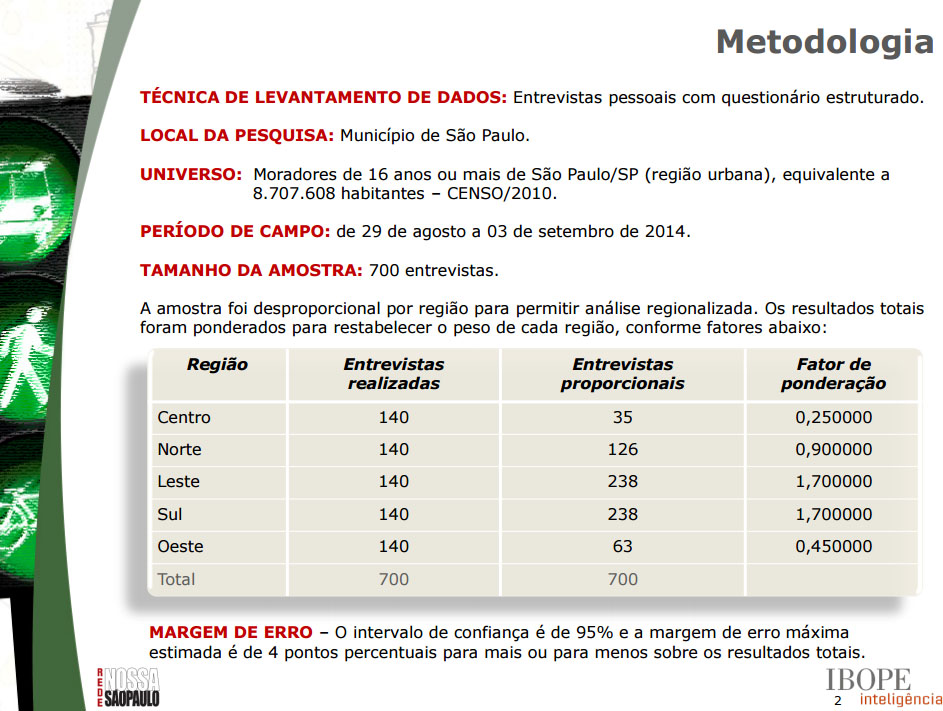 Metodologia
TÉCNICA DE LEVANTAMENTO DE DADOS: Entrevistas pessoais com questionário estruturado.
LOCAL DA PESQUISA: Município de São Paulo.
UNIVERSO: Moradores de 16 anos ou mais de São Paulo/SP (região urbana), equivalente a
8.707.608 habitantes – CENSO/2010.
PERÍODO DE CAMPO: de 29 de agosto a 03 de setembro de 2014.
TAMANHO DA AMOSTRA: 700 entrevistas.
A amostra foi desproporcional por região para permitir análise regionalizada. Os resultados totais
foram ponderados para restabelecer o peso de cada região, conforme fatores abaixo:
Região Entrevistas realizadas Entrevistas proporcionais Fator de ponderação
Centro 140 35 0,250000
Norte 140 126 0,900000
Leste 140 238 1,700000
Sul 140 238 1,700000
Oeste 140 63 0,450000
Total 700 700
MARGEM DE ERRO – O intervalo de confiança é de 95% e a margem de erro máxima
estimada é de 4 pontos percentuais para mais ou para menos sobre os resultados totais.
REDE NOSSA
SÃOPAULO
IBOPE
2 inteligência